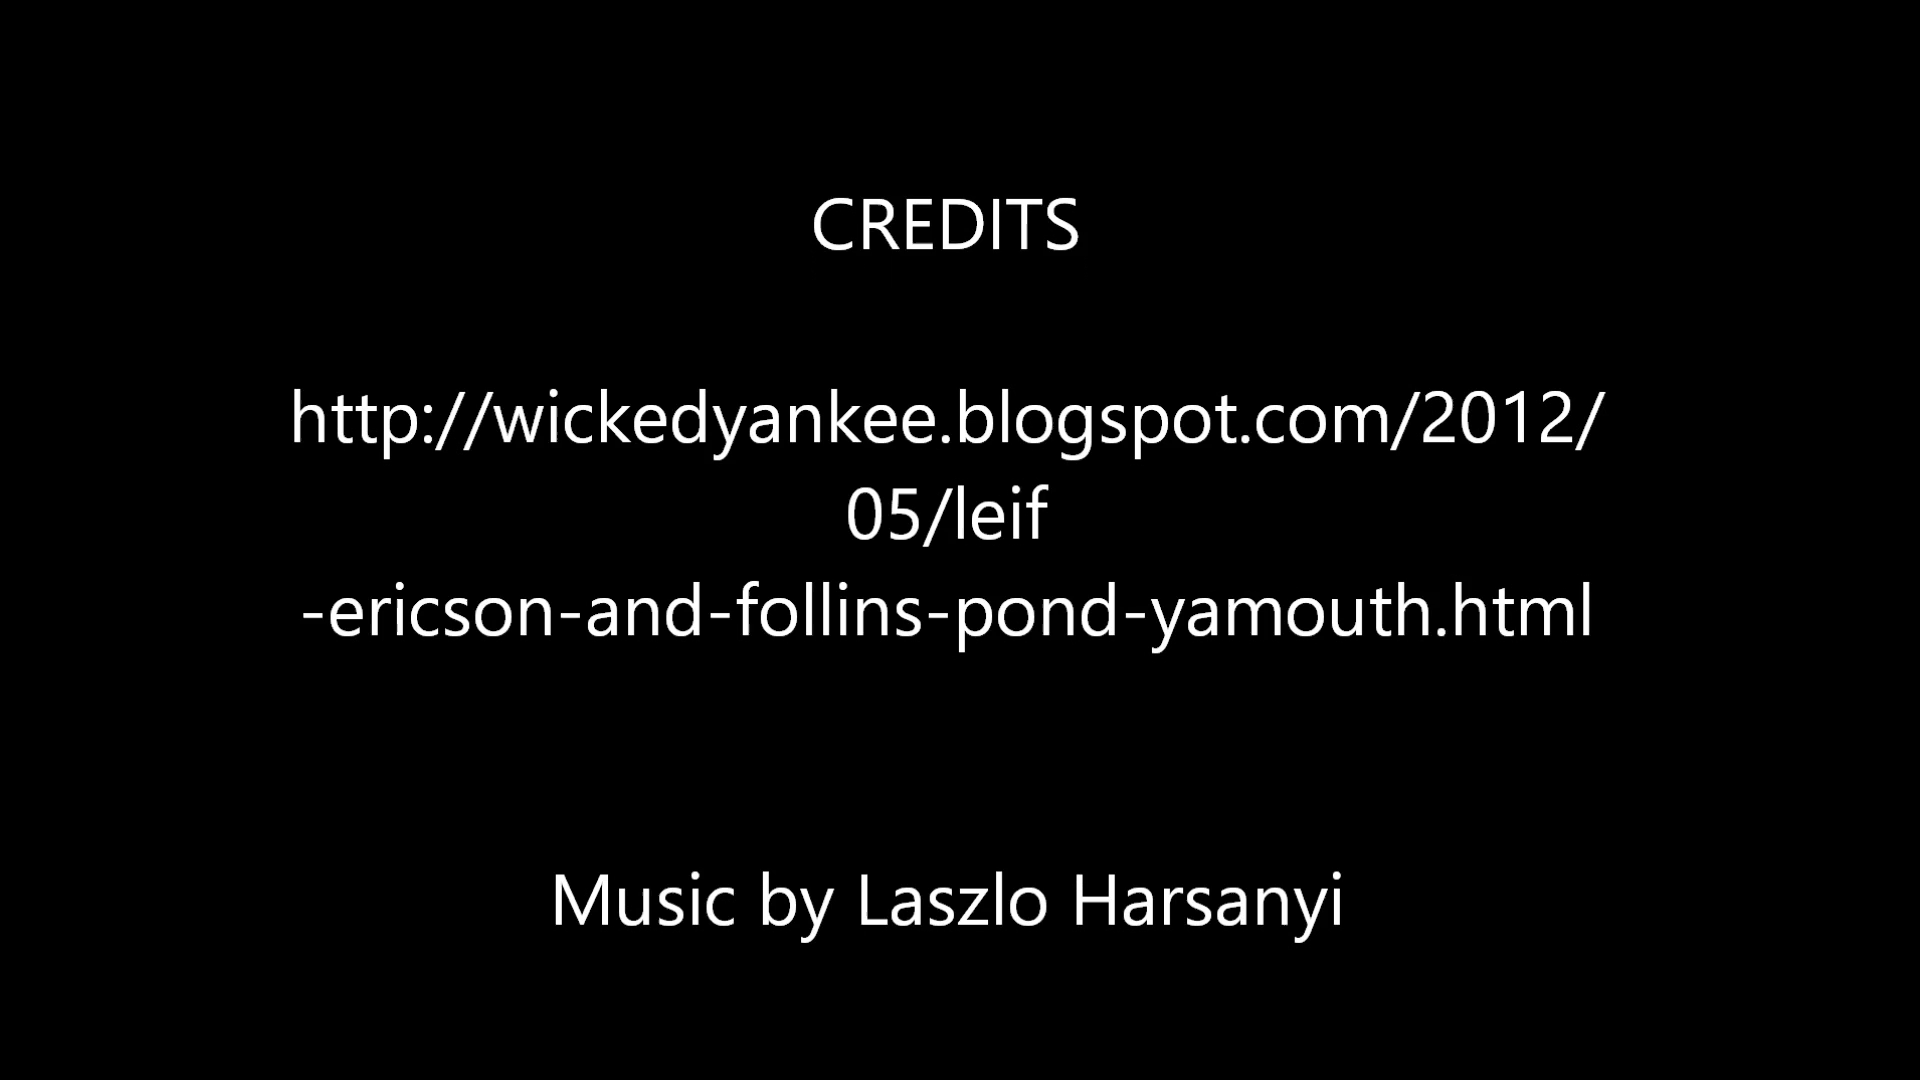 CREDITS
http://wickedyankee.blogspot.com/2012/
05/leif
-ericson-and-follins-pond-yamouth.html
Music by Laszlo Harsanyi